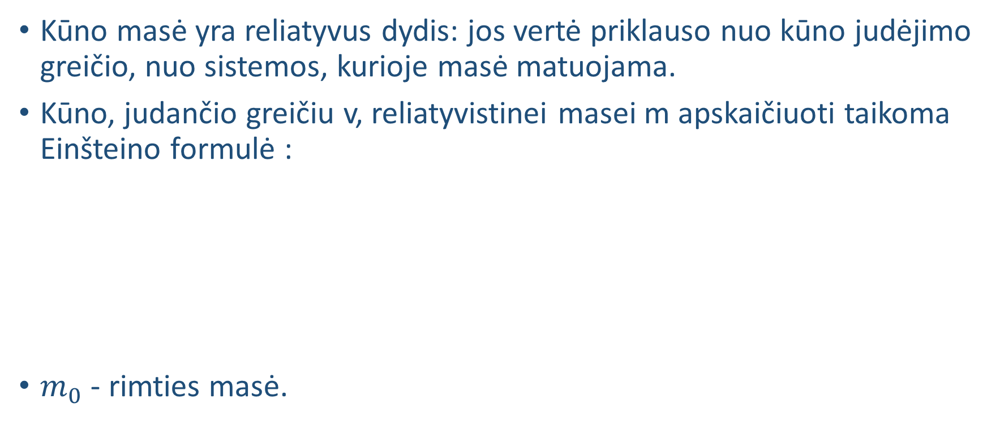 • Kūno masė yra reliatyvus dydis: jos vertė priklauso nuo kūno judėjimo
greičio, nuo sistemos, kurioje masė matuojama.
• Kūno, judančio greičiu v, reliatyvistinei masei m apskaičiuoti taikoma
Einšteino formulė :
• 𝑚₀ - rimties masė.